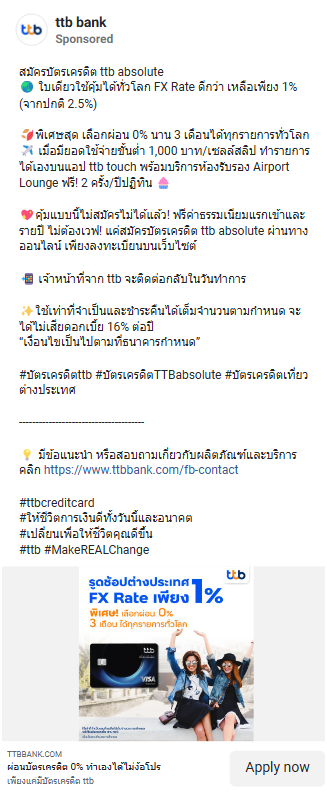 ttb bank
Sponsored
สมัครบัตรเครดิต ttb absolute
🌏 ใบเดียวใช้คุ้มได้ทั่วโลก FX Rate ดีกว่า เหลือเพียง 1%
(จากปกติ 2.5%)
🏖️พิเศษสุด เลือกผ่อน 0% นาน 3 เดือนได้ทุกรายการทั่วโลก
✈️ เมื่อมียอดใช้จ่ายขั้นต่ำ 1,000 บาท/เซลล์สลิป ทำรายการ
ได้เองบนแอป ttb touch พร้อมบริการห้องรับรอง Airport
Lounge ฟรี! 2 ครั้ง/ปีปฏิทิน 🧁
💖คุ้มแบบนี้ไม่สมัครไม่ได้แล้ว! ฟรีค่าธรรมเนียมแรกเข้าและ
รายปี ไม่ต้องเวฟ! แค่สมัครบัตรเครดิต ttb absolute ผ่านทาง
ออนไลน์ เพียงลงทะเบียนบนเว็บไซต์
📲 เจ้าหน้าที่จาก ttb จะติดต่อกลับในวันทำการ
✨ใช้เท่าที่จำเป็นและชำระคืนได้เต็มจำนวนตามกำหนด จะ
ได้ไม่เสียดอกเบี้ย 16% ต่อปี
“เงื่อนไขเป็นไปตามที่ธนาคารกำหนด”
#บัตรเครดิตttb #บัตรเครดิตTTBabsolute #บัตรเครดิตเที่ยว
ต่างประเทศ
--------------------------------------
💡 มีข้อแนะนำ หรือสอบถามเกี่ยวกับผลิตภัณฑ์และบริการ
คลิก https://www.ttbbank.com/fb-contact
#ttbcreditcard
#ให้ชีวิตการเงินดีทั้งวันนี้และอนาคต
#เปลี่ยนเพื่อให้ชีวิตคุณดีขึ้น
#ttb #MakeREALChange
ttb
รูดช้อปต่างประเทศ
FX Rate เพียง 1%
พิเศษ! เลือกผ่อน 0%
3 เดือน ได้ทุกรายการทั่วโลก
ttb
VISA
TTBBANK.COM
ผ่อนบัตรเครดิต 0% ทำเองได้ไม่ง้อโปร
เพียงแค่มีบัตรเครดิต ttb
Apply now